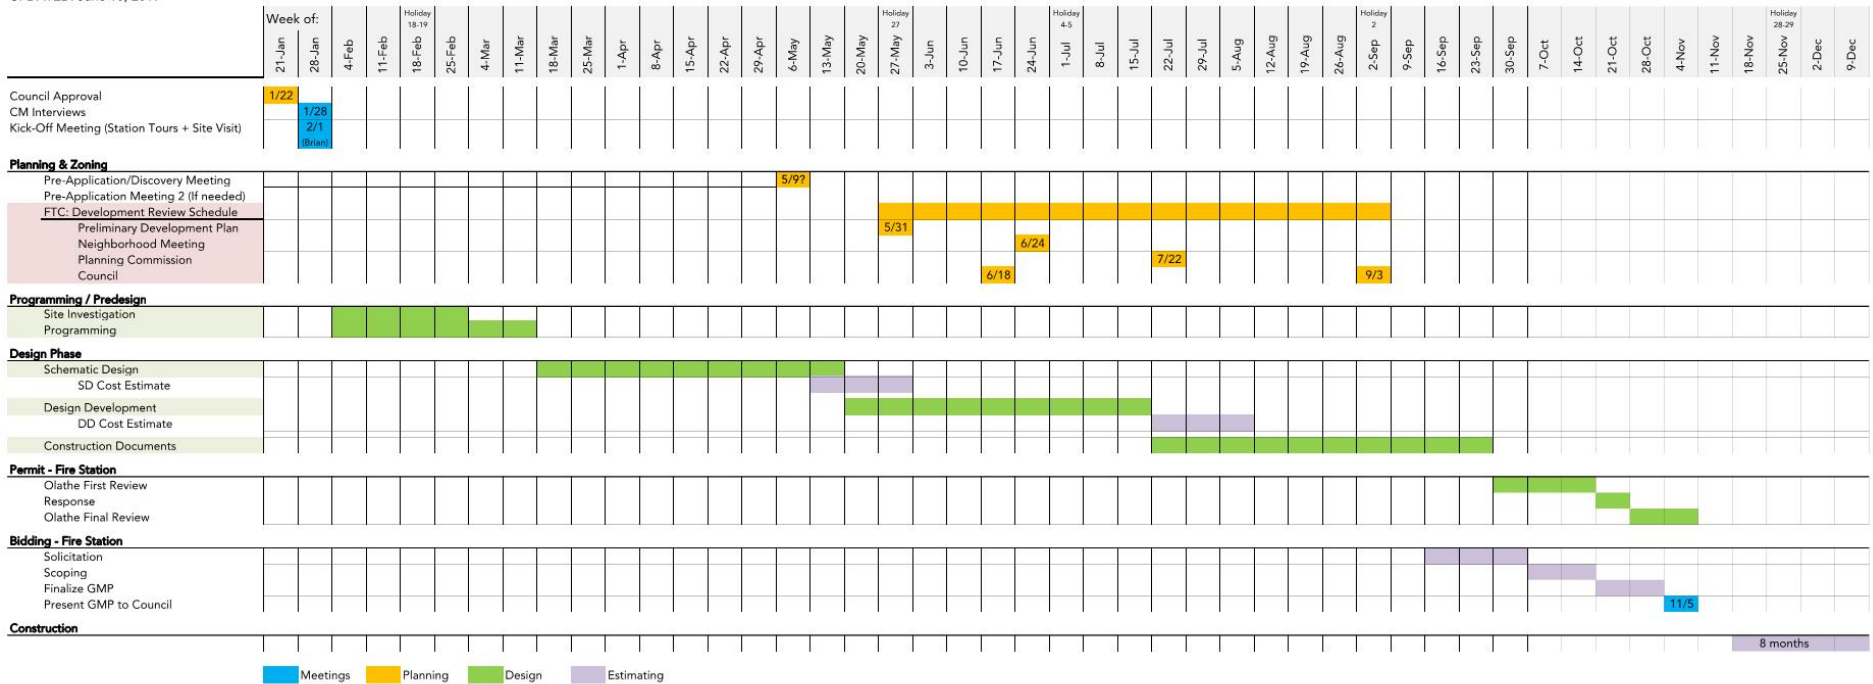 Week of:
Holiday 18-19
Holiday 27
Holiday 4-5
Holiday 2
Holiday 28-29
21-Jan 28-Jan 4-Feb 11-Feb 18-Feb 25-Feb 4-Mar 11-Mar 18-Mar 25-Mar 1-Apr 8-Apr 15-Apr 22-Apr 29-Apr 6-May 13-May 20-May 27-May 3-Jun 10-Jun 17-Jun 24-Jun 1-Jul 8-Jul 15-Jul 22-Jul 29-Jul 5-Aug 12-Aug 19-Aug 26-Aug 2-Sep 9-Sep 16-Sep 23-Sep 30-Sep 7-Oct 14-Oct 21-Oct 28-Oct 4-Nov 11-Nov 18-Nov 25-Nov 2-Dec 9-Dec
Council Approval 1/22
CM Interviews 1/28
Kick-Off Meeting (Station Tours + Site Visit) 2/1
(Brian)
Planning & Zoning
Pre-Application/Discovery Meeting 5/9?
Pre-Application Meeting 2 (If needed)
FTC: Development Review Schedule
Preliminary Development Plan 5/31
Neighborhood Meeting 6/24
Planning Commission 7/22
Council 6/18 9/3
Programming / Predesign
Site Investigation
Programming
Design Phase
Schematic Design
SD Cost Estimate
Design Development
DD Cost Estimate
Construction Documents
Permit - Fire Station
Olathe First Review
Response
Olathe Final Review
Bidding - Fire Station
Solicitation
Scoping
Finalize GMP
Present GMP to Council 11/5
Construction
8 months
Meetings Planning Design Estimating